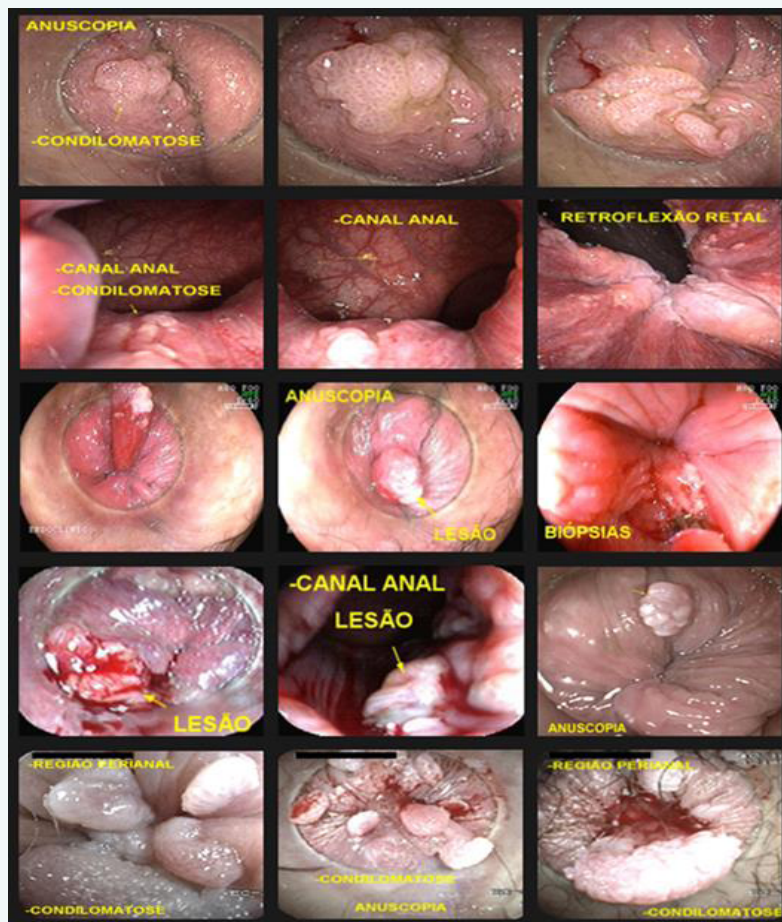 ANUSCOPIA
-CONDILOMATOSE
-CANAL ANAL
-CONDILOMATOSE
-CANAL ANAL
RETROFLEXÃO RETAL
ANUSCOPIA
LESÃO
BIÓPSIAS
LESÃO
-CANAL ANAL
LESÃO
ANUSCOPIA
-REGIÃO PERIANAL
-CONDILOMATOSE
-CONDILOMATOSE
ANUSCOPIA
-REGIÃO PERIANAL
-CONDILOMATOSE